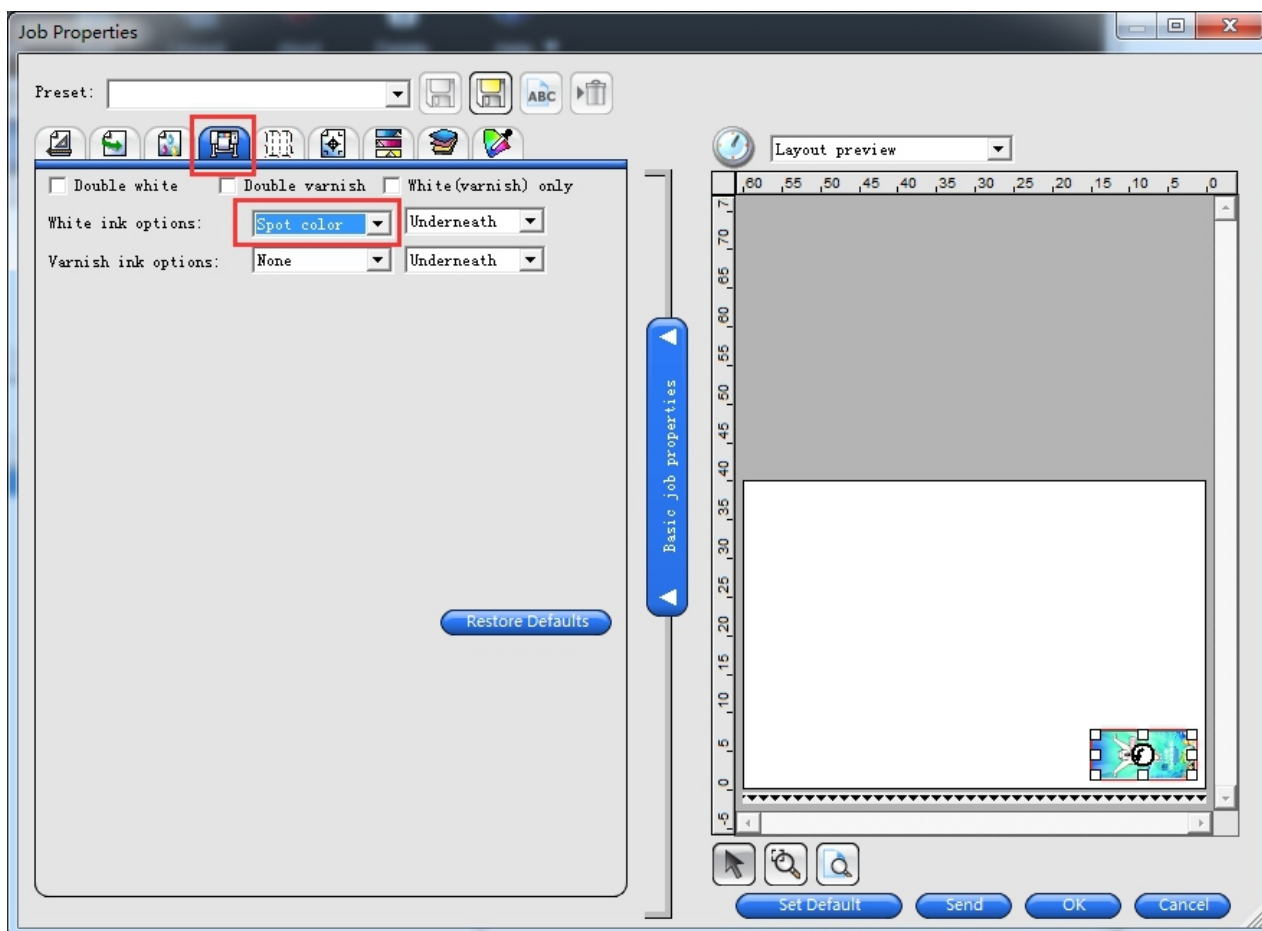 Job Properties
Preset:
ABC
Double white Double varnish White(varnish) only
White ink options: Spot color Underneath
Varnish ink options: None Underneath
Restore Defaults
Basic job properties
Layout preview
60 55 50 45 40 35 30 25 20 15 10 5 0
7
70
65
60
55
50
45
40
35
30
25
20
15
10
5
0
-5
Set Default Send OK Cancel